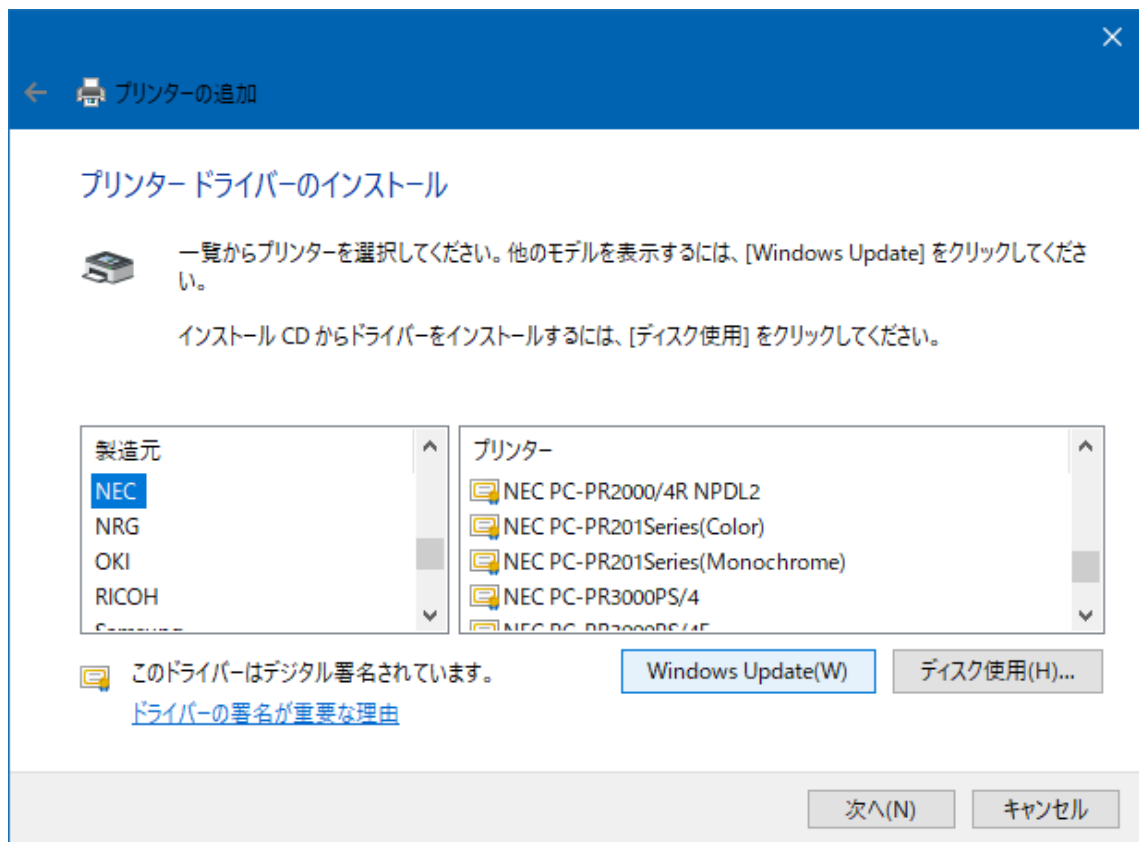 プリンターの追加
プリンター ドライバーのインストール
一覧からプリンターを選択してください。他のモデルを表示するには、[Windows Update] をクリックしてくださ
い。
インストール CD からドライバーをインストールするには、[ディスク使用] をクリックしてください。
製造元
NEC
NRG
OKI
RICOH
プリンター
NEC PC-PR2000/4R NPDL2
NEC PC-PR201Series(Color)
NEC PC-PR201Series(Monochrome)
NEC PC-PR3000PS/4
このドライバーはデジタル署名されています。
ドライバーの署名が重要な理由
Windows Update(W)
ディスク使用(H)...
次へ(N)
キャンセル